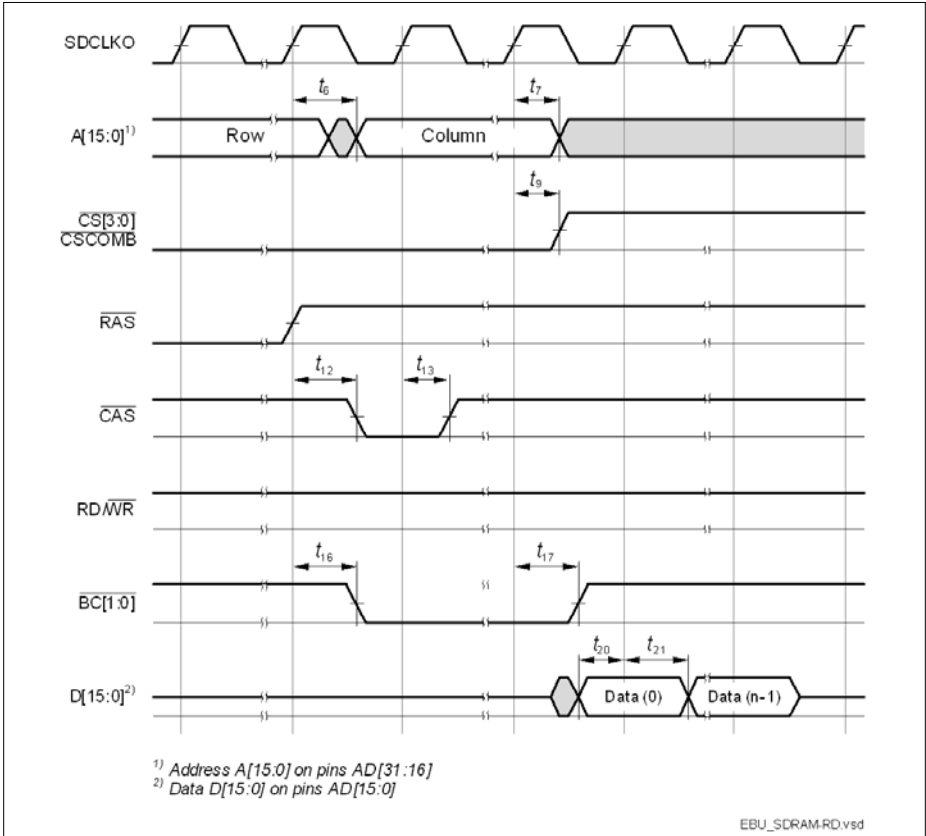 SDCLKO
t6
t7
A[15:0]1)
Row
Column
t9
CS[3:0]
CSCOMB
RAS
t12
t13
CAS
RD/WR
t16
t17
BC[1:0]
t20
t21
D[15:0]2)
Data (0)
Data (n-1)
1) Address A[15:0] on pins AD[31:16]
2) Data D[15:0] on pins AD[15:0]
EBU_SDRAM-RD.vsd